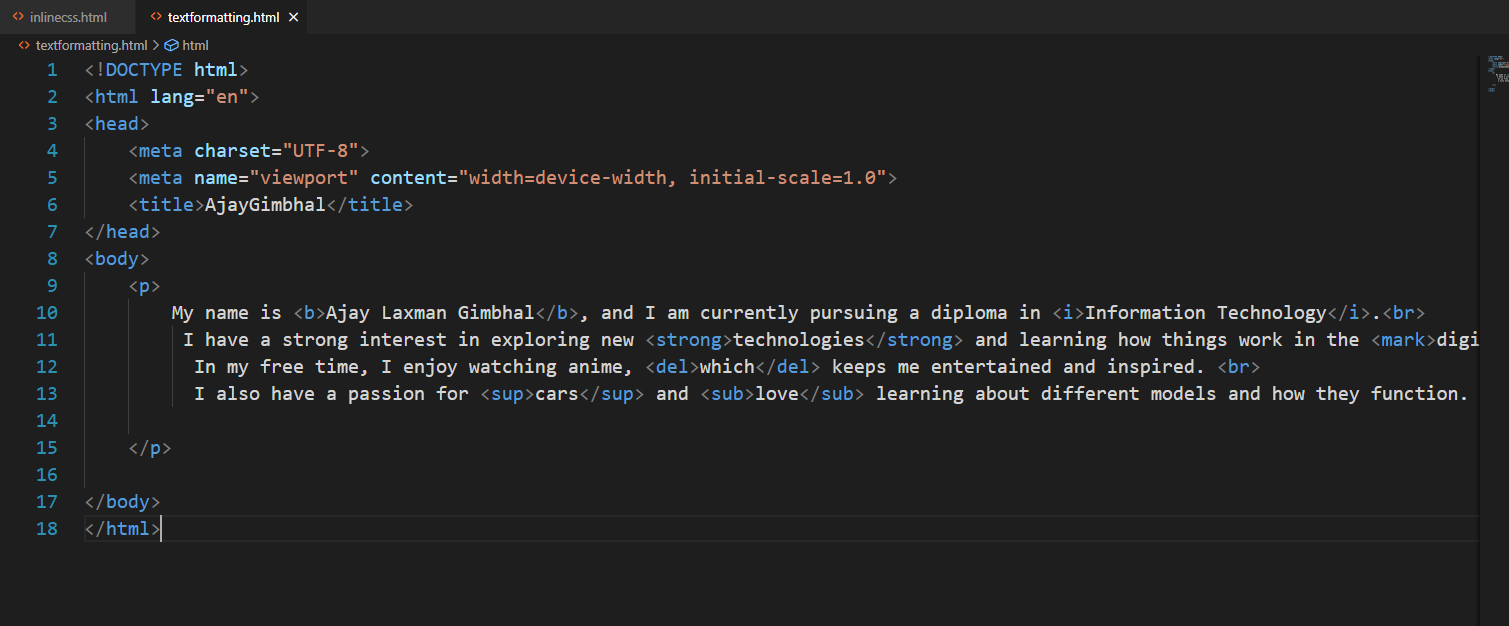 inlinecss.html
textformatting.html
textformatting.html > html
1 <!DOCTYPE html>
2 <html lang="en">
3 <head>
4 <meta charset="UTF-8">
5 <meta name="viewport" content="width=device-width, initial-scale=1.0">
6 <title>AjayGimbhal</title>
7 </head>
8 <body>
9 <p>
10 My name is <b>Ajay Laxman Gimbhal</b>, and I am currently pursuing a diploma in <i>Information Technology</i>.<br>
11 I have a strong interest in exploring new <strong>technologies</strong> and learning how things work in the <mark>digi
12 In my free time, I enjoy watching anime, <del>which</del> keeps me entertained and inspired. <br>
13 I also have a passion for <sup>cars</sup> and <sub>love</sub> learning about different models and how they function.
14
15 </p>
16
17 </body>
18 </html>